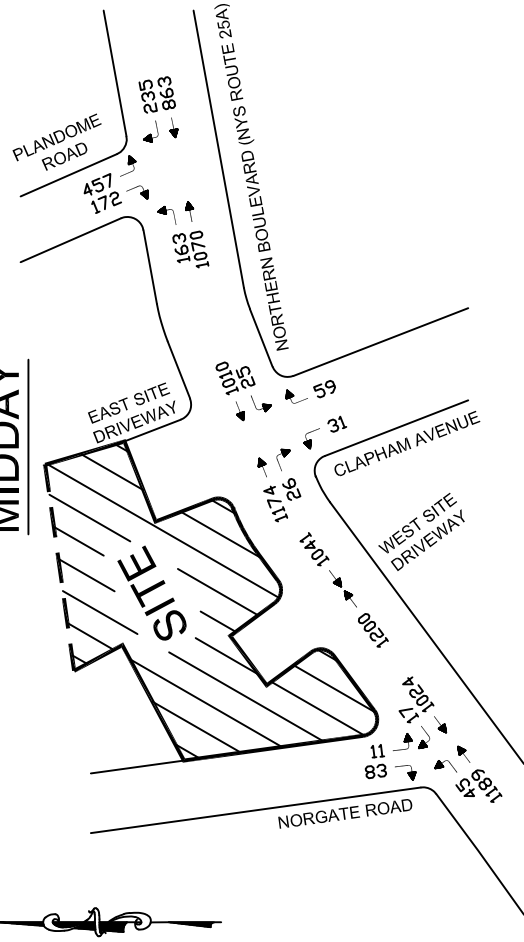 MIDDAY
PLANDOME
ROAD
235
863
457
172
163
1070
NORTHERN BOULEVARD (NYS ROUTE 25A)
EAST SITE
DRIVEWAY
1010
25
59
31
CLAPHAM AVENUE
1174
26
SITE
1041
1200
WEST SITE
DRIVEWAY
17
1024
11
83
45
1189
NORGATE ROAD
N